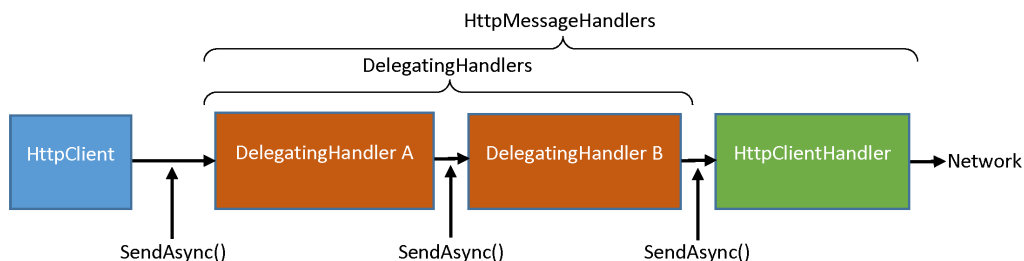 HttpMessageHandlers
DelegatingHandlers
HttpClient
DelegatingHandler A
DelegatingHandler B
HttpClientHandler
Network
SendAsync()
SendAsync()
SendAsync()